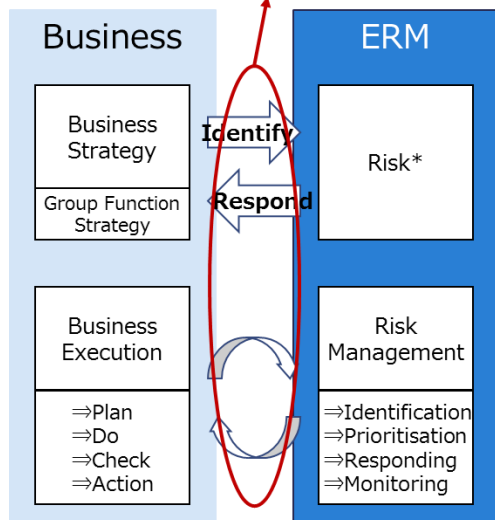 Business
ERM
Business
Strategy
Group Function
Strategy
Identify
Respond
Risk*
Business
Execution
⇒Plan
⇒Do
⇒Check
⇒Action
Risk
Management
⇒Identification
⇒Prioritisation
⇒Responding
⇒Monitoring